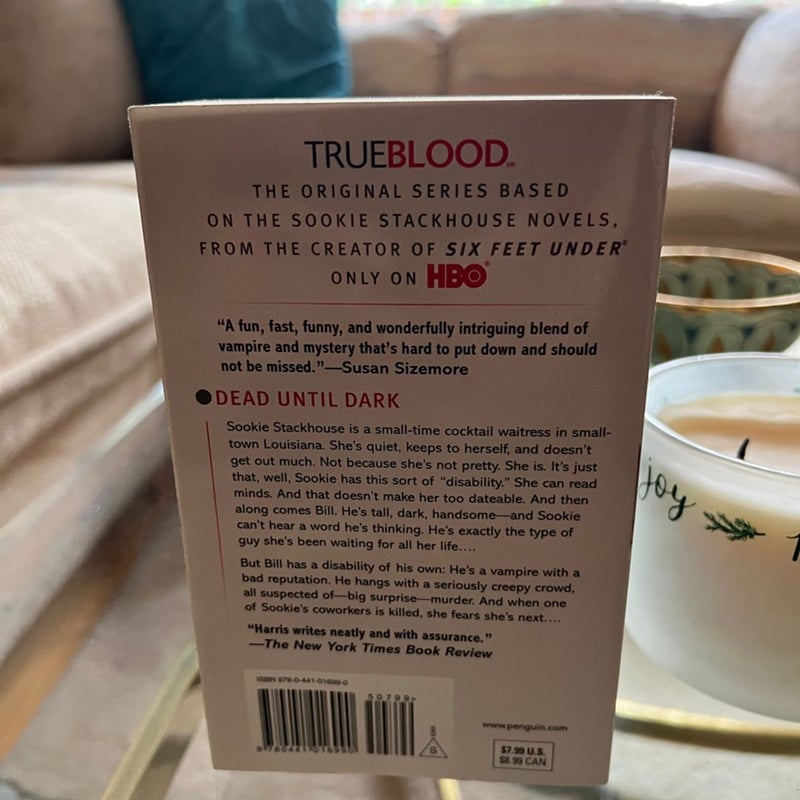 TRUEBLOOD℠
THE ORIGINAL SERIES BASED
ON THE SOOKIE STACKHOUSE NOVELS,
FROM THE CREATOR OF SIX FEET UNDER®
ONLY ON HBO®
“A fun, fast, funny, and wonderfully intriguing blend of
vampire and mystery that’s hard to put down and should
not be missed.”—Susan Sizemore
DEAD UNTIL DARK
Sookie Stackhouse is a small-time cocktail waitress in small-
town Louisiana. She’s quiet, keeps to herself, and doesn’t
get out much. Not because she’s not pretty. She is. It’s just
that, well, Sookie has this sort of “disability.” She can read
minds. And that doesn’t make her too dateable. And then
along comes Bill. He’s tall, dark, handsome—and Sookie
can’t hear a word he’s thinking. He’s exactly the type of
guy she’s been waiting for all her life....
But Bill has a disability of his own: He’s a vampire with a
bad reputation. He hangs with a seriously creepy crowd,
all suspected of—big surprise—murder. And when one
of Sookie’s coworkers is killed, she fears she’s next....
“Harris writes neatly and with assurance.”
—The New York Times Book Review
ISBN 978-0-441-01699-0
50799>
9 780441 016990
S
www.penguin.com
$7.99 U.S.
$8.99 CAN
joy